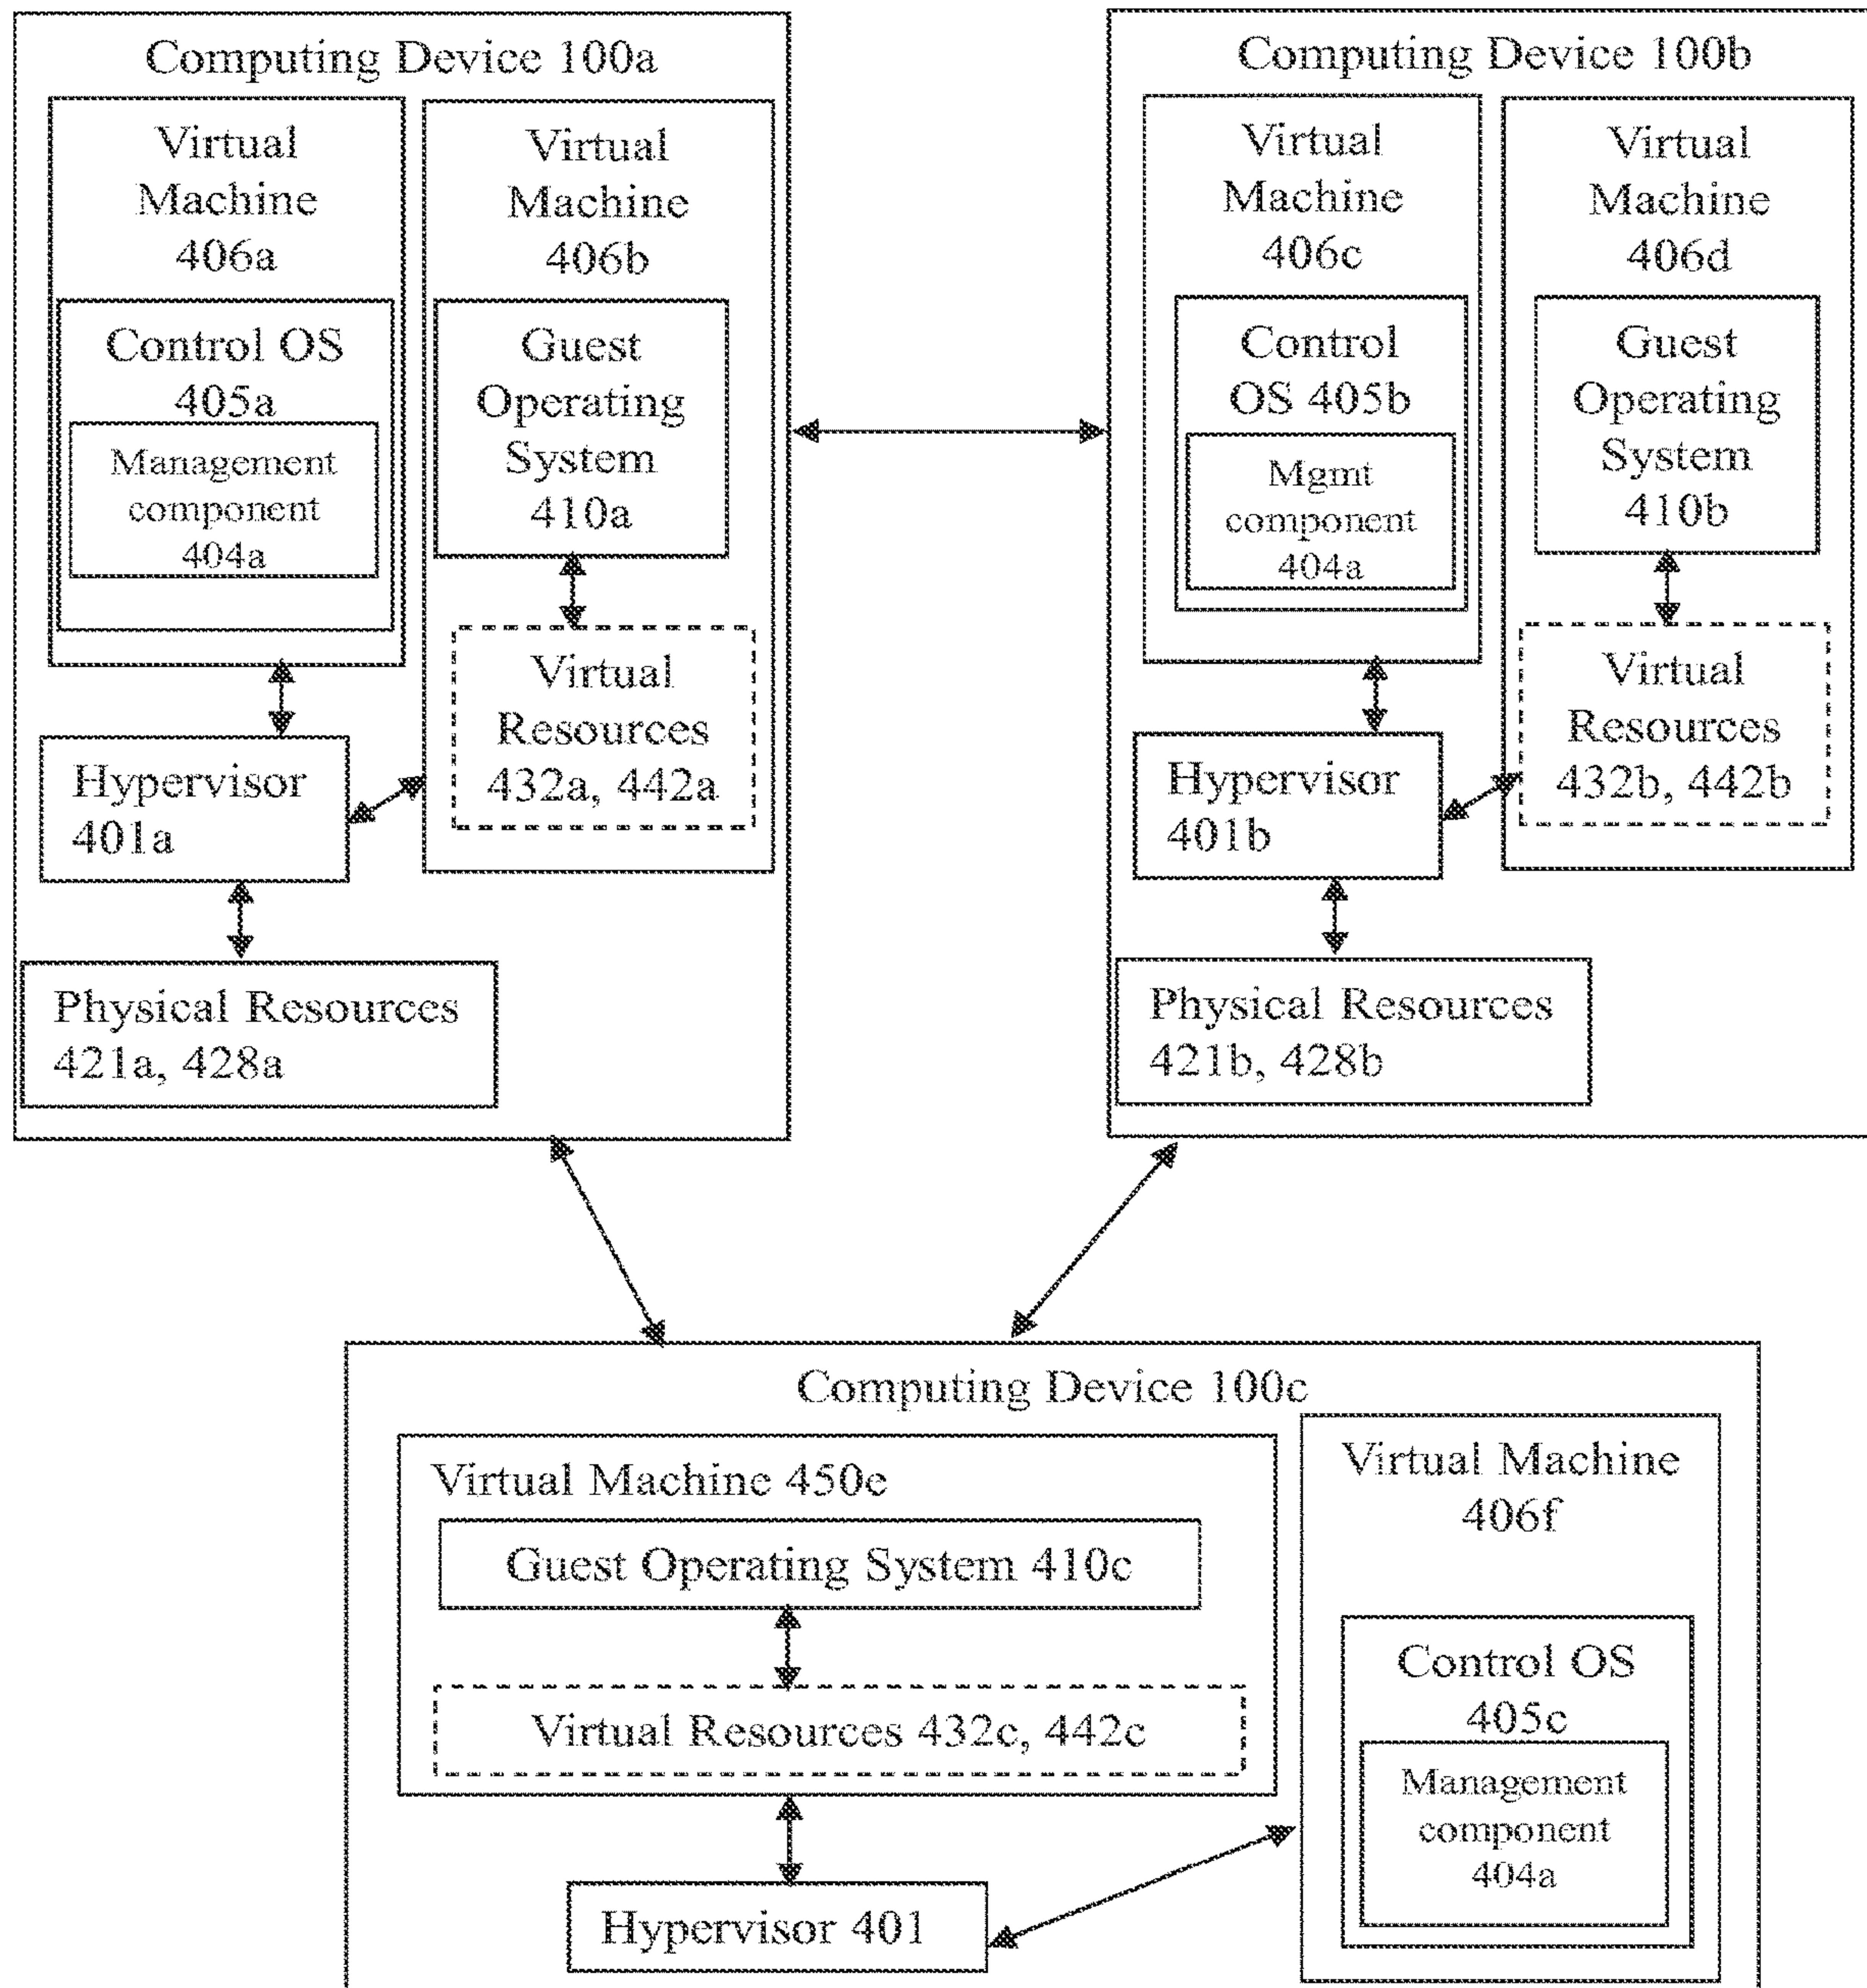 Computing Device 100a
Virtual
Machine
406a
Control OS
405a
Management
component
404a
Virtual
Machine
406b
Guest
Operating
System
410a
Virtual
Resources
432a, 442a
Hypervisor
401a
Physical Resources
421a, 428a
Computing Device 100b
Virtual
Machine
406c
Control
OS 405b
Mgmt
component
404a
Virtual
Machine
406d
Guest
Operating
System
410b
Virtual
Resources
432b, 442b
Hypervisor
401b
Physical Resources
421b, 428b
Computing Device 100c
Virtual Machine 450e
Guest Operating System 410c
Virtual Resources 432c, 442c
Hypervisor 401
Virtual Machine
406f
Control OS
405c
Management
component
404a